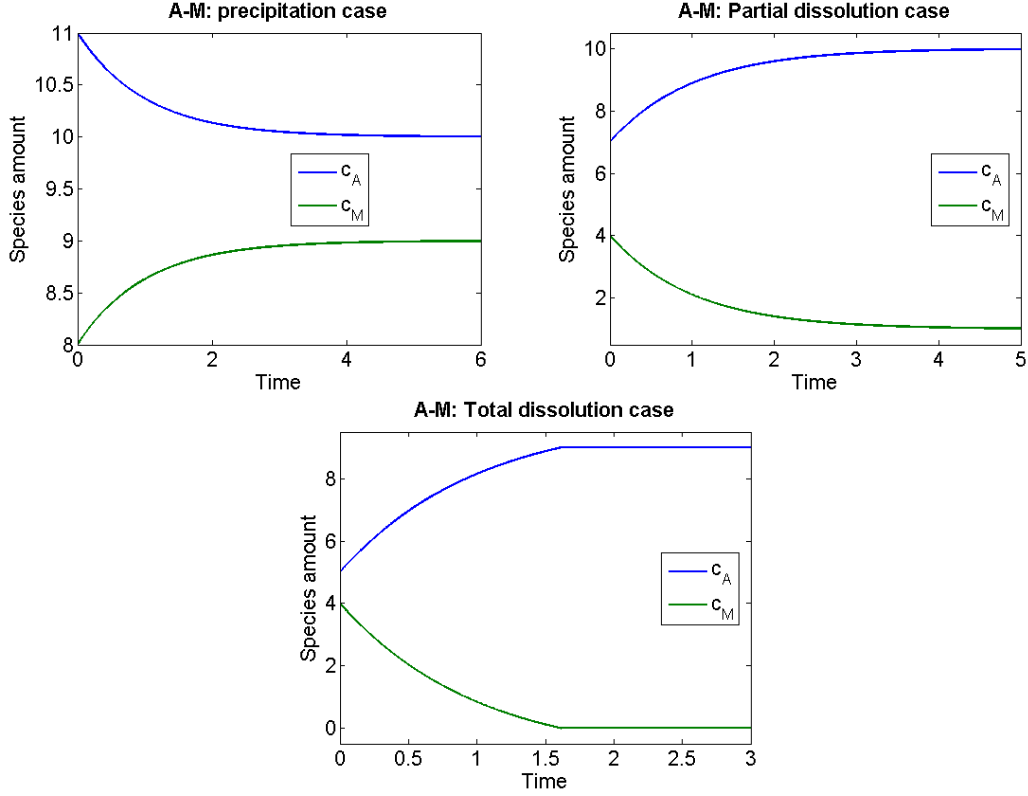 A-M: precipitation case
Species amount
11
10.5
10
9.5
9
8.5
8
0
2
4
6
Time
c_A
c_M
A-M: Partial dissolution case
Species amount
10
8
6
4
2
0
1
2
3
4
5
Time
c_A
c_M
A-M: Total dissolution case
Species amount
8
6
4
2
0
0
0.5
1
1.5
2
2.5
3
Time
c_A
c_M